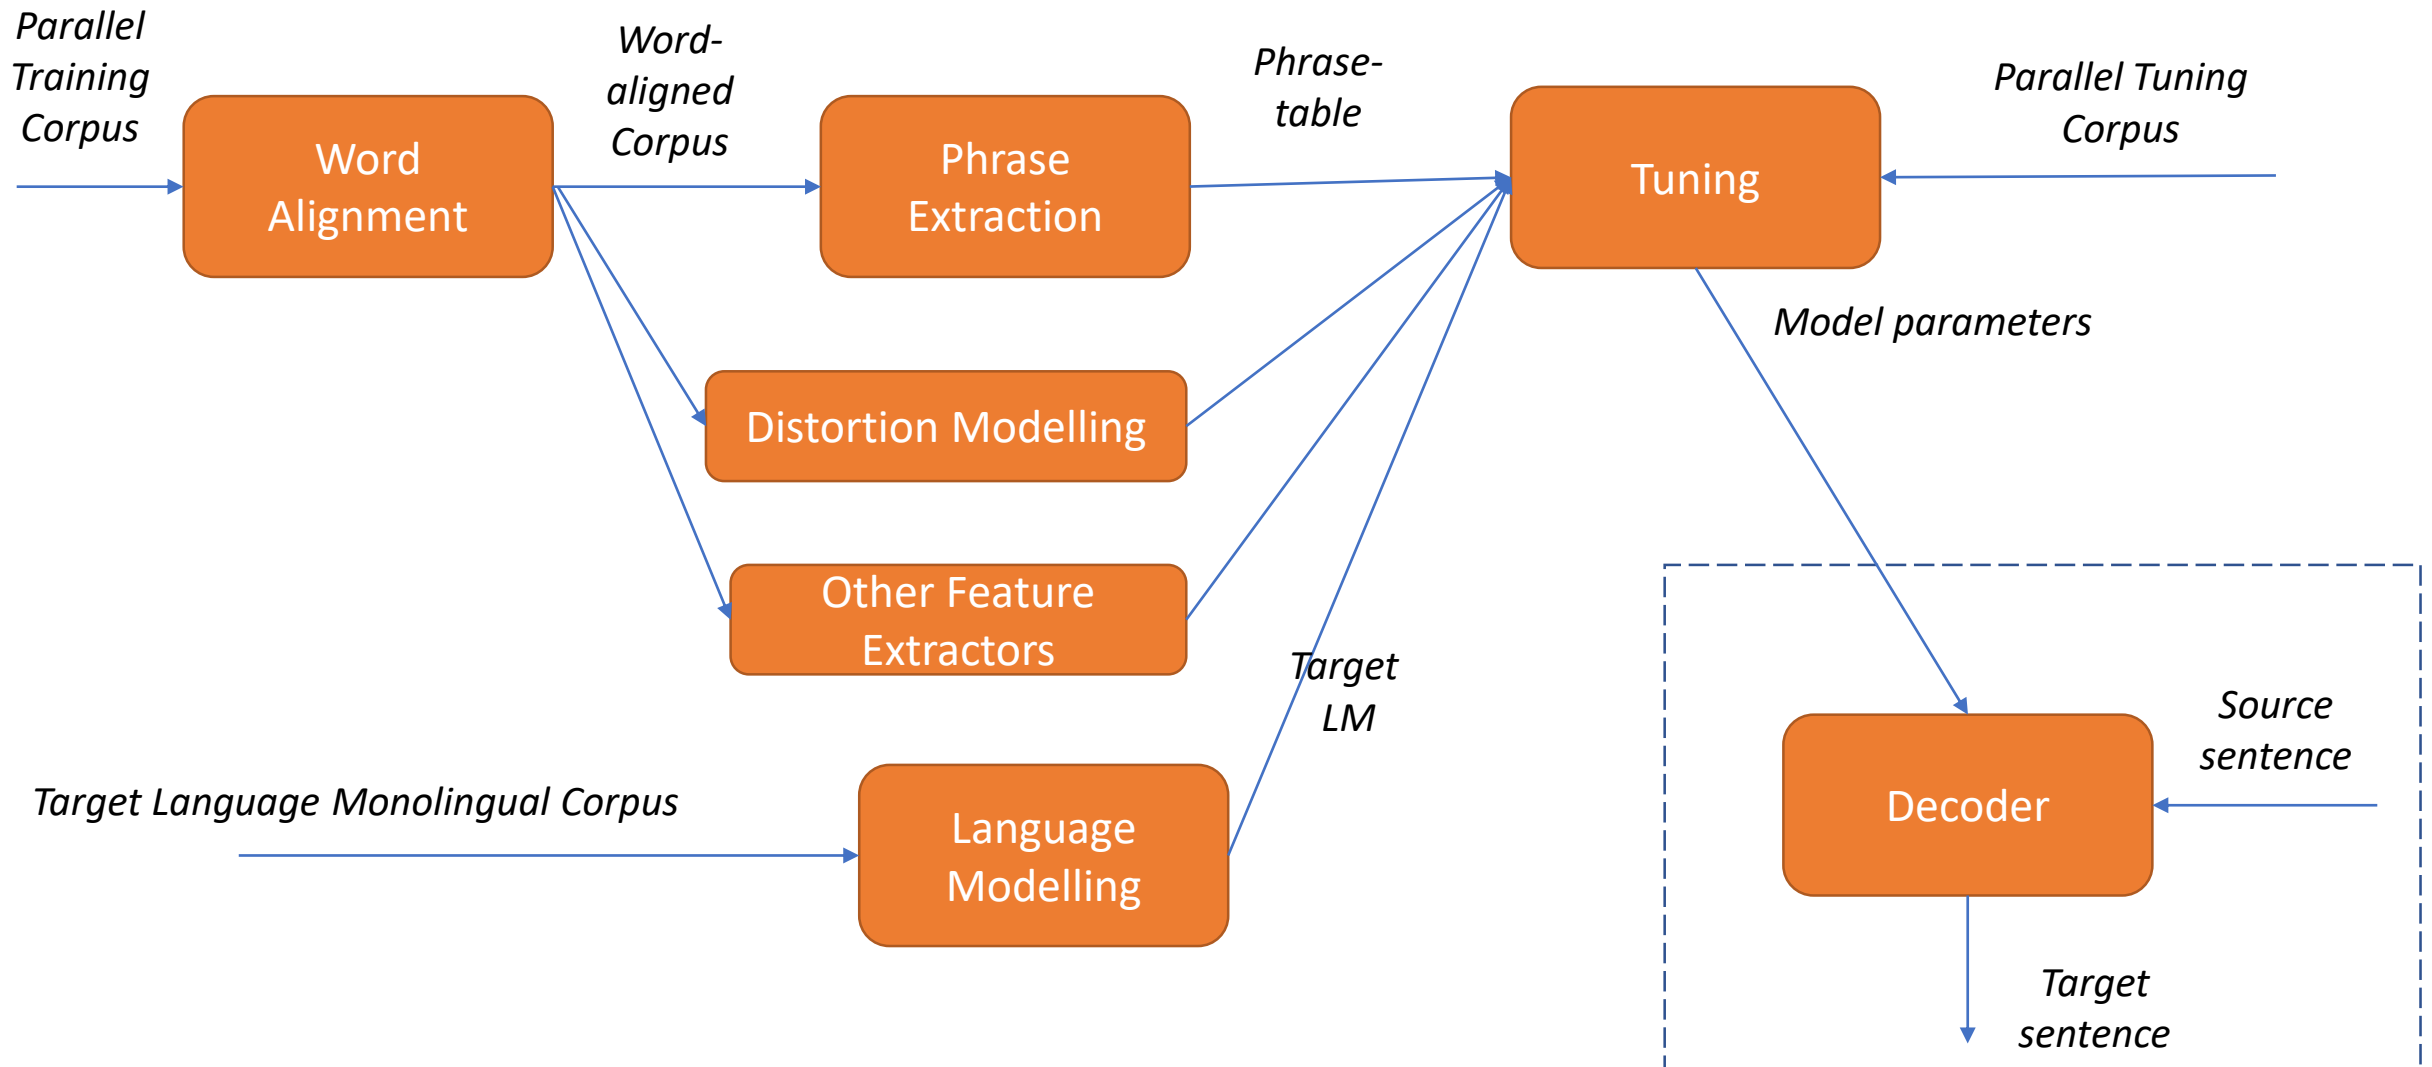 Parallel
Training
Corpus
Word-
aligned
Corpus
Phrase-
table
Parallel Tuning
Corpus
Word
Alignment
Phrase
Extraction
Tuning
Model parameters
Distortion Modelling
Other Feature
Extractors
Target
LM
Source
sentence
Target Language Monolingual Corpus
Language
Modelling
Decoder
Target
sentence